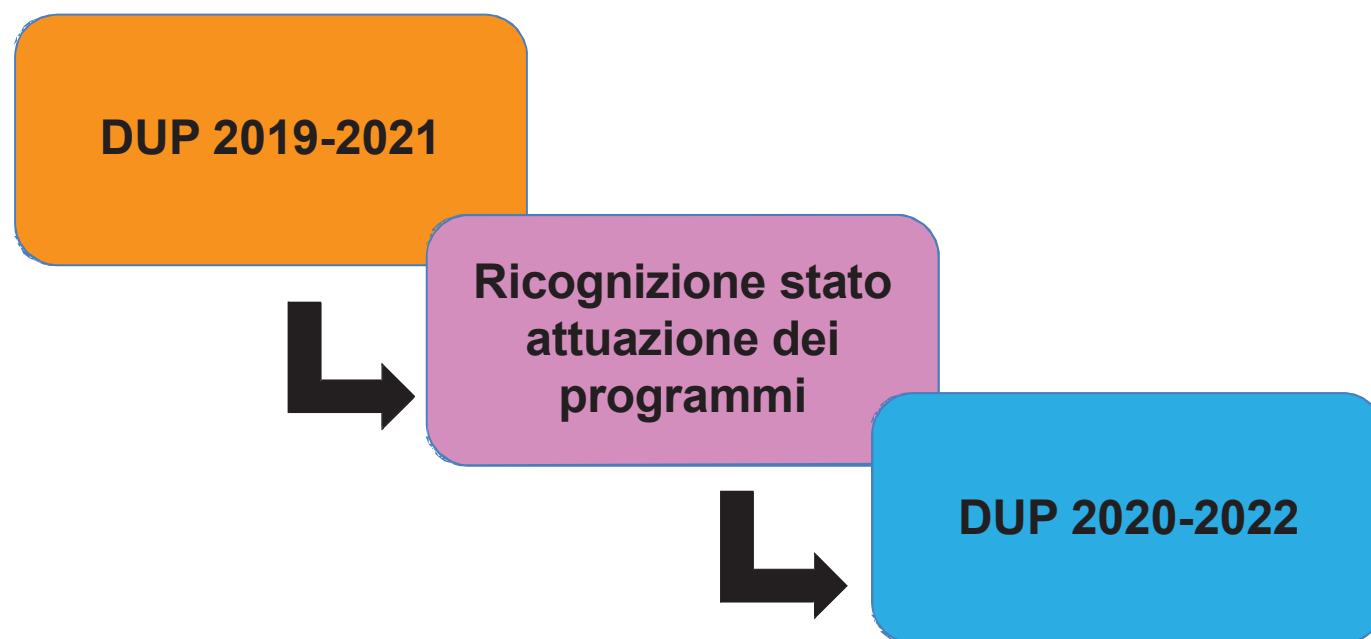 DUP 2019-2021
Ricognizione stato
attuazione dei
programmi
DUP 2020-2022